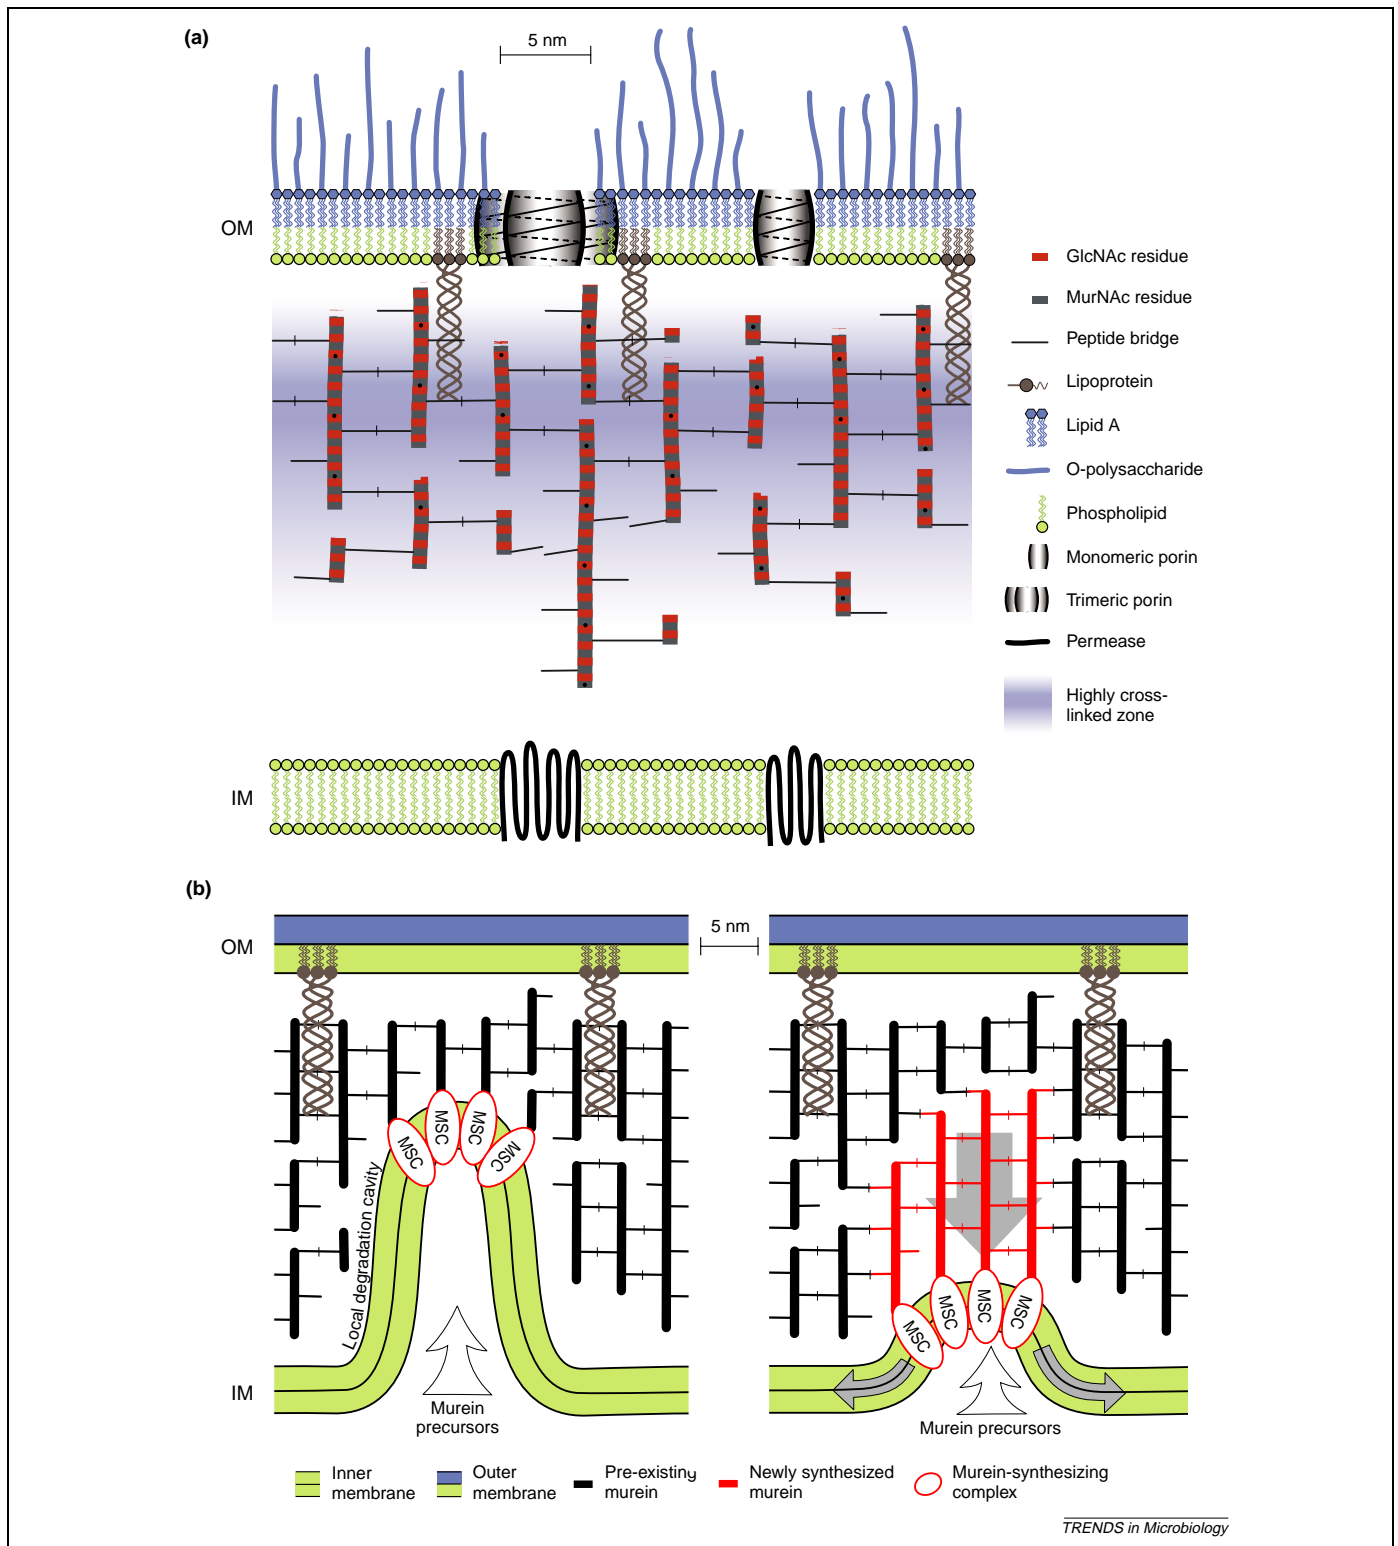 (a)
5 nm
OM
GlcNAc residue
MurNAc residue
Peptide bridge
Lipoprotein
Lipid A
O-polysaccharide
Phospholipid
Monomeric porin
Trimeric porin
Permease
Highly cross-
linked zone
IM
(b)
OM
5 nm
MSC
MSC
MSC
MSC
Local degradation cavity
MSC
MSC
MSC
MSC
IM
Murein
precursors
Murein precursors
Inner
membrane
Outer
membrane
Pre-existing
murein
Newly synthesized
murein
Murein-synthesizing
complex
TRENDS in Microbiology